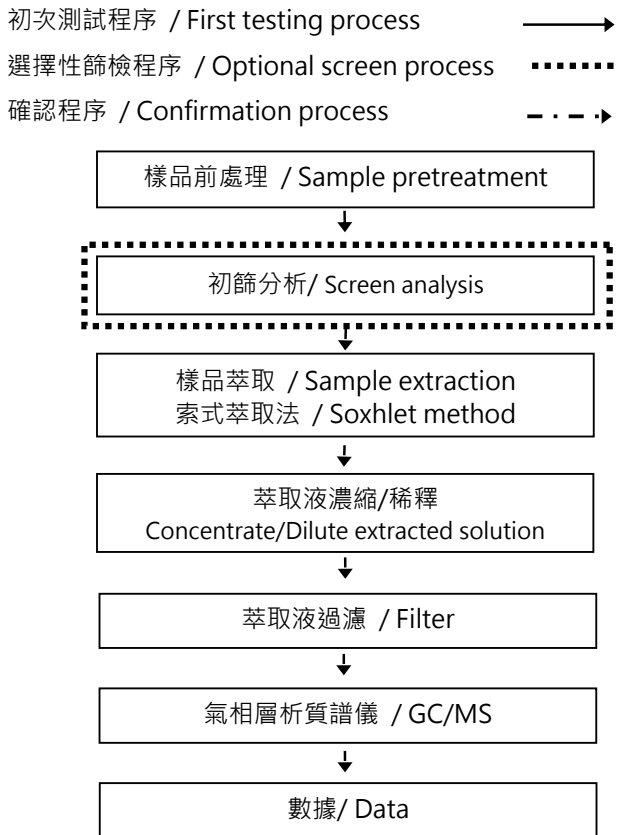 初次測試程序 / First testing process
選擇性篩檢程序 / Optional screen process
確認程序 / Confirmation process
樣品前處理 / Sample pretreatment
初篩分析/ Screen analysis
樣品萃取 / Sample extraction
索式萃取法 / Soxhlet method
萃取液濃縮/稀釋
Concentrate/Dilute extracted solution
萃取液過濾 / Filter
氣相層析質譜儀 / GC/MS
數據/ Data